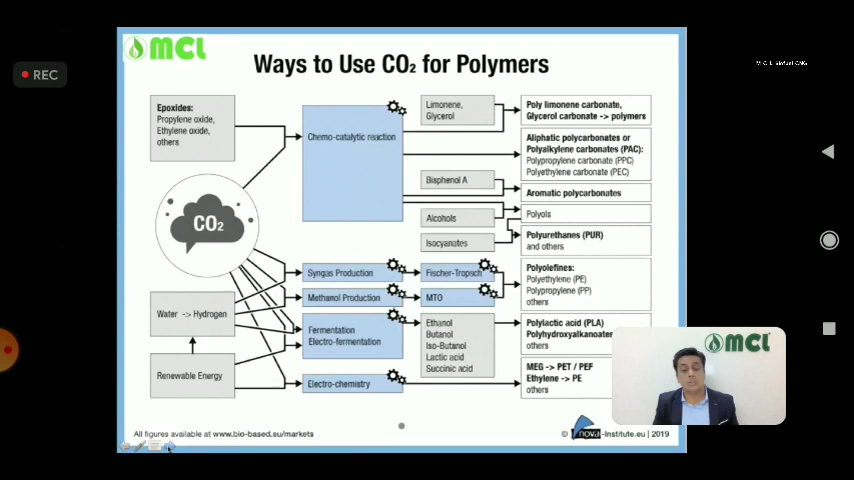 MCL
Ways to Use CO₂ for Polymers
REC
Epoxides:
Propylene oxide,
Ethylene oxide,
others
Chemo-catalytic reaction
Limonene,
Glycerol
Poly limonene carbonate,
Glycerol carbonate -> polymers
Aliphatic polycarbonates or
Polyalkylene carbonates (PAC):
Polypropylene carbonate (PPC)
Polyethylene carbonate (PEC)
Bisphenol A
Aromatic polycarbonates
CO₂
Alcohols
Polyols
Isocyanates
Polyurethanes (PUR)
and others
Syngas Production
Fischer-Tropsch
Polyolefines:
Polyethylene (PE)
Polypropylene (PP)
others
Methanol Production
MTO
Water -> Hydrogen
Fermentation
Electro-fermentation
Ethanol
Butanol
Iso-Butanol
Lactic acid
Succinic acid
Polylactic acid (PLA)
Polyhydroxyalkanoates
others
Renewable Energy
Electro-chemistry
MEG -> PET / PEF
Ethylene -> PE
others
MCL
All figures available at www.bio-based.eu/markets
© nova-Institute.eu | 2019